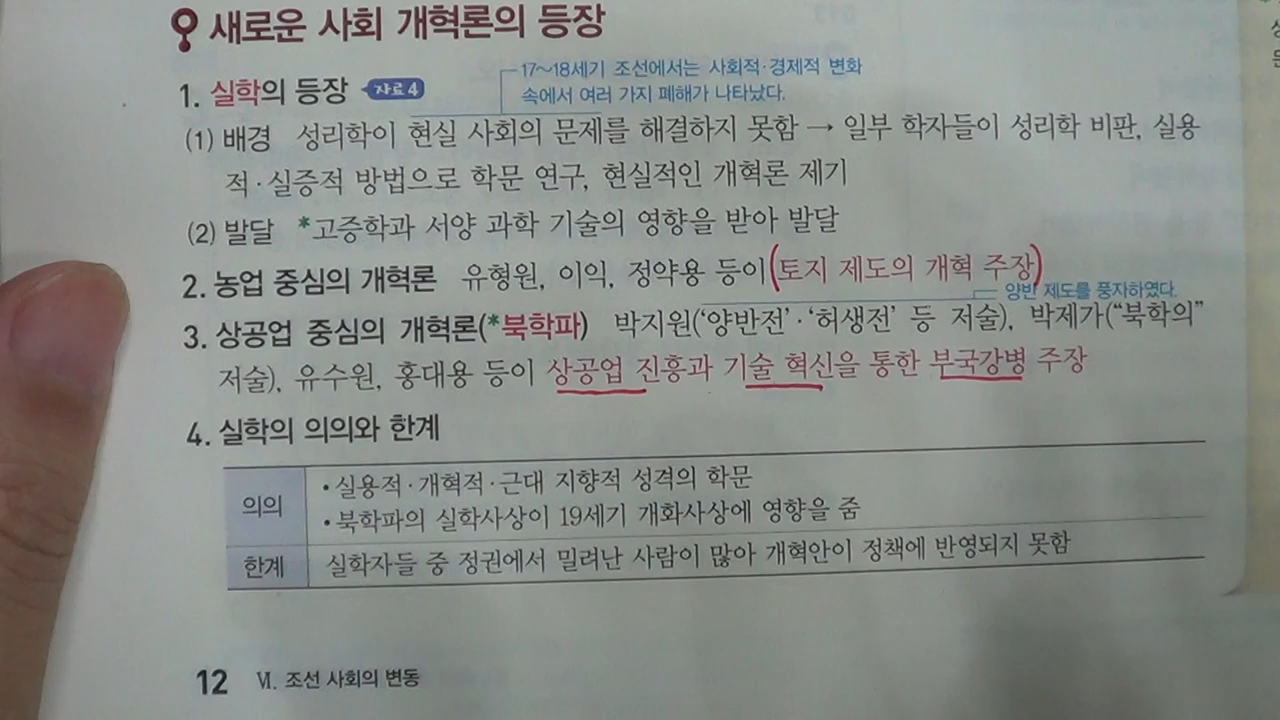 새로운 사회 개혁론의 등장
1. 실학의 등장 자료4
17~18세기 조선에서는 사회적·경제적 변화
속에서 여러 가지 폐해가 나타났다.
(1) 배경 성리학이 현실 사회의 문제를 해결하지 못함 → 일부 학자들이 성리학 비판, 실용
적·실증적 방법으로 학문 연구, 현실적인 개혁론 제기
(2) 발달 *고증학과 서양 과학 기술의 영향을 받아 발달
2. 농업 중심의 개혁론 유형원, 이익, 정약용 등이 (토지 제도의 개혁 주장)
양반 제도를 풍자하였다.
3. 상공업 중심의 개혁론(*북학파) 박지원('양반전'·'허생전' 등 저술), 박제가("북학의"
저술), 유수원, 홍대용 등이 상공업 진흥과 기술 혁신을 통한 부국강병 주장
4. 실학의 의의와 한계
의의
•실용적·개혁적·근대 지향적 성격의 학문
•북학파의 실학사상이 19세기 개화사상에 영향을 줌
한계 실학자들 중 정권에서 밀려난 사람이 많아 개혁안이 정책에 반영되지 못함
12 Ⅵ. 조선 사회의 변동